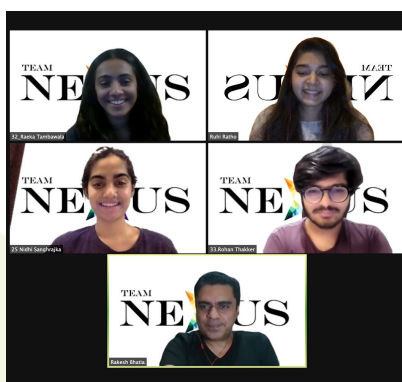 TEAM
NEXUS
32_Raeka Tambawala
TEAM
NEXUS
Ruhi Ratho
TEAM
NEXUS
25 Nidhi Sanghrajka
TEAM
NEXUS
33.Rohan Thakker
TEAM
NEXUS
Rakesh Bhatia